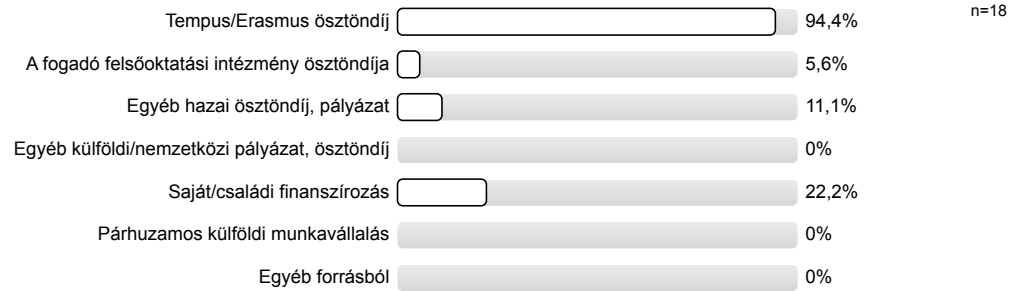 Tempus/Erasmus ösztöndíj 94,4% n=18
A fogadó felsőoktatási intézmény ösztöndíja 5,6%
Egyéb hazai ösztöndíj, pályázat 11,1%
Egyéb külföldi/nemzetközi pályázat, ösztöndíj 0%
Saját/családi finanszírozás 22,2%
Párhuzamos külföldi munkavállalás 0%
Egyéb forrásból 0%